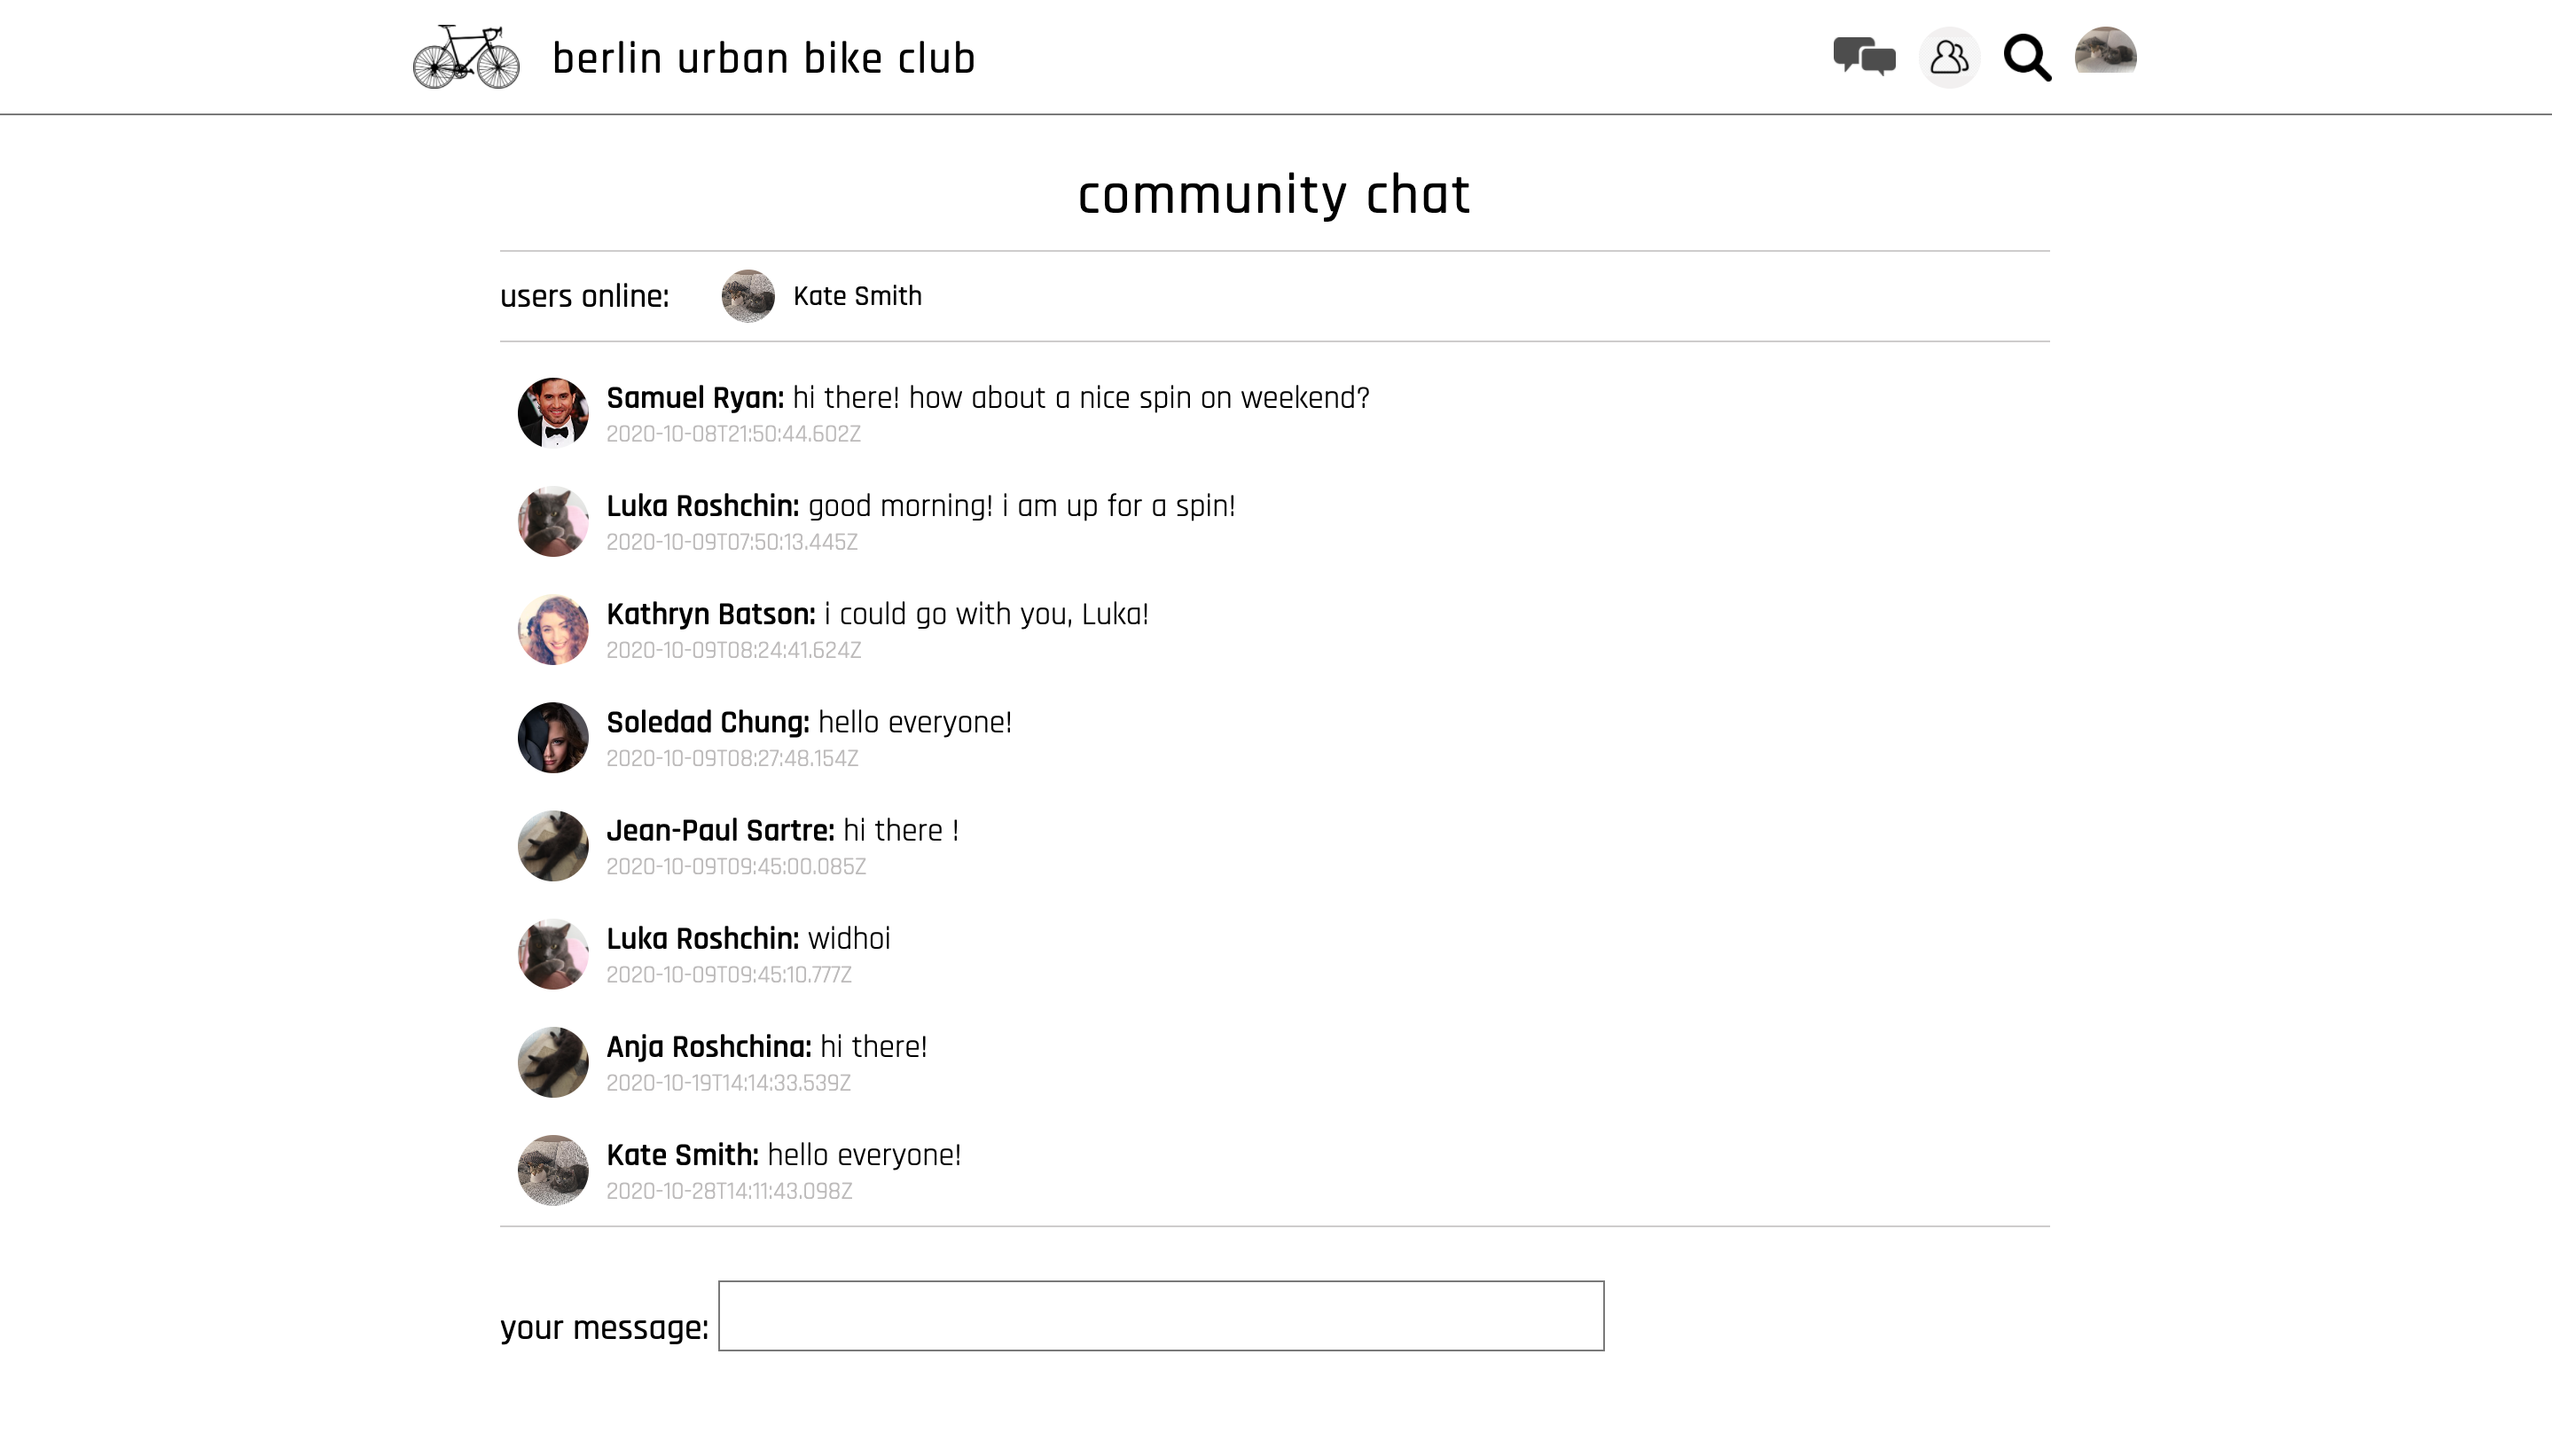 berlin urban bike club
community chat
users online: Kate Smith
Samuel Ryan: hi there! how about a nice spin on weekend?
2020-10-08T21:50:44.602Z
Luka Roshchin: good morning! i am up for a spin!
2020-10-09T07:50:13.445Z
Kathryn Batson: i could go with you, Luka!
2020-10-09T08:24:41.624Z
Soledad Chung: hello everyone!
2020-10-09T08:27:48.154Z
Jean-Paul Sartre: hi there !
2020-10-09T09:45:00.085Z
Luka Roshchin: widhoi
2020-10-09T09:45:10.777Z
Anja Roshchina: hi there!
2020-10-19T14:14:33.539Z
Kate Smith: hello everyone!
2020-10-28T14:11:43.098Z
your message: